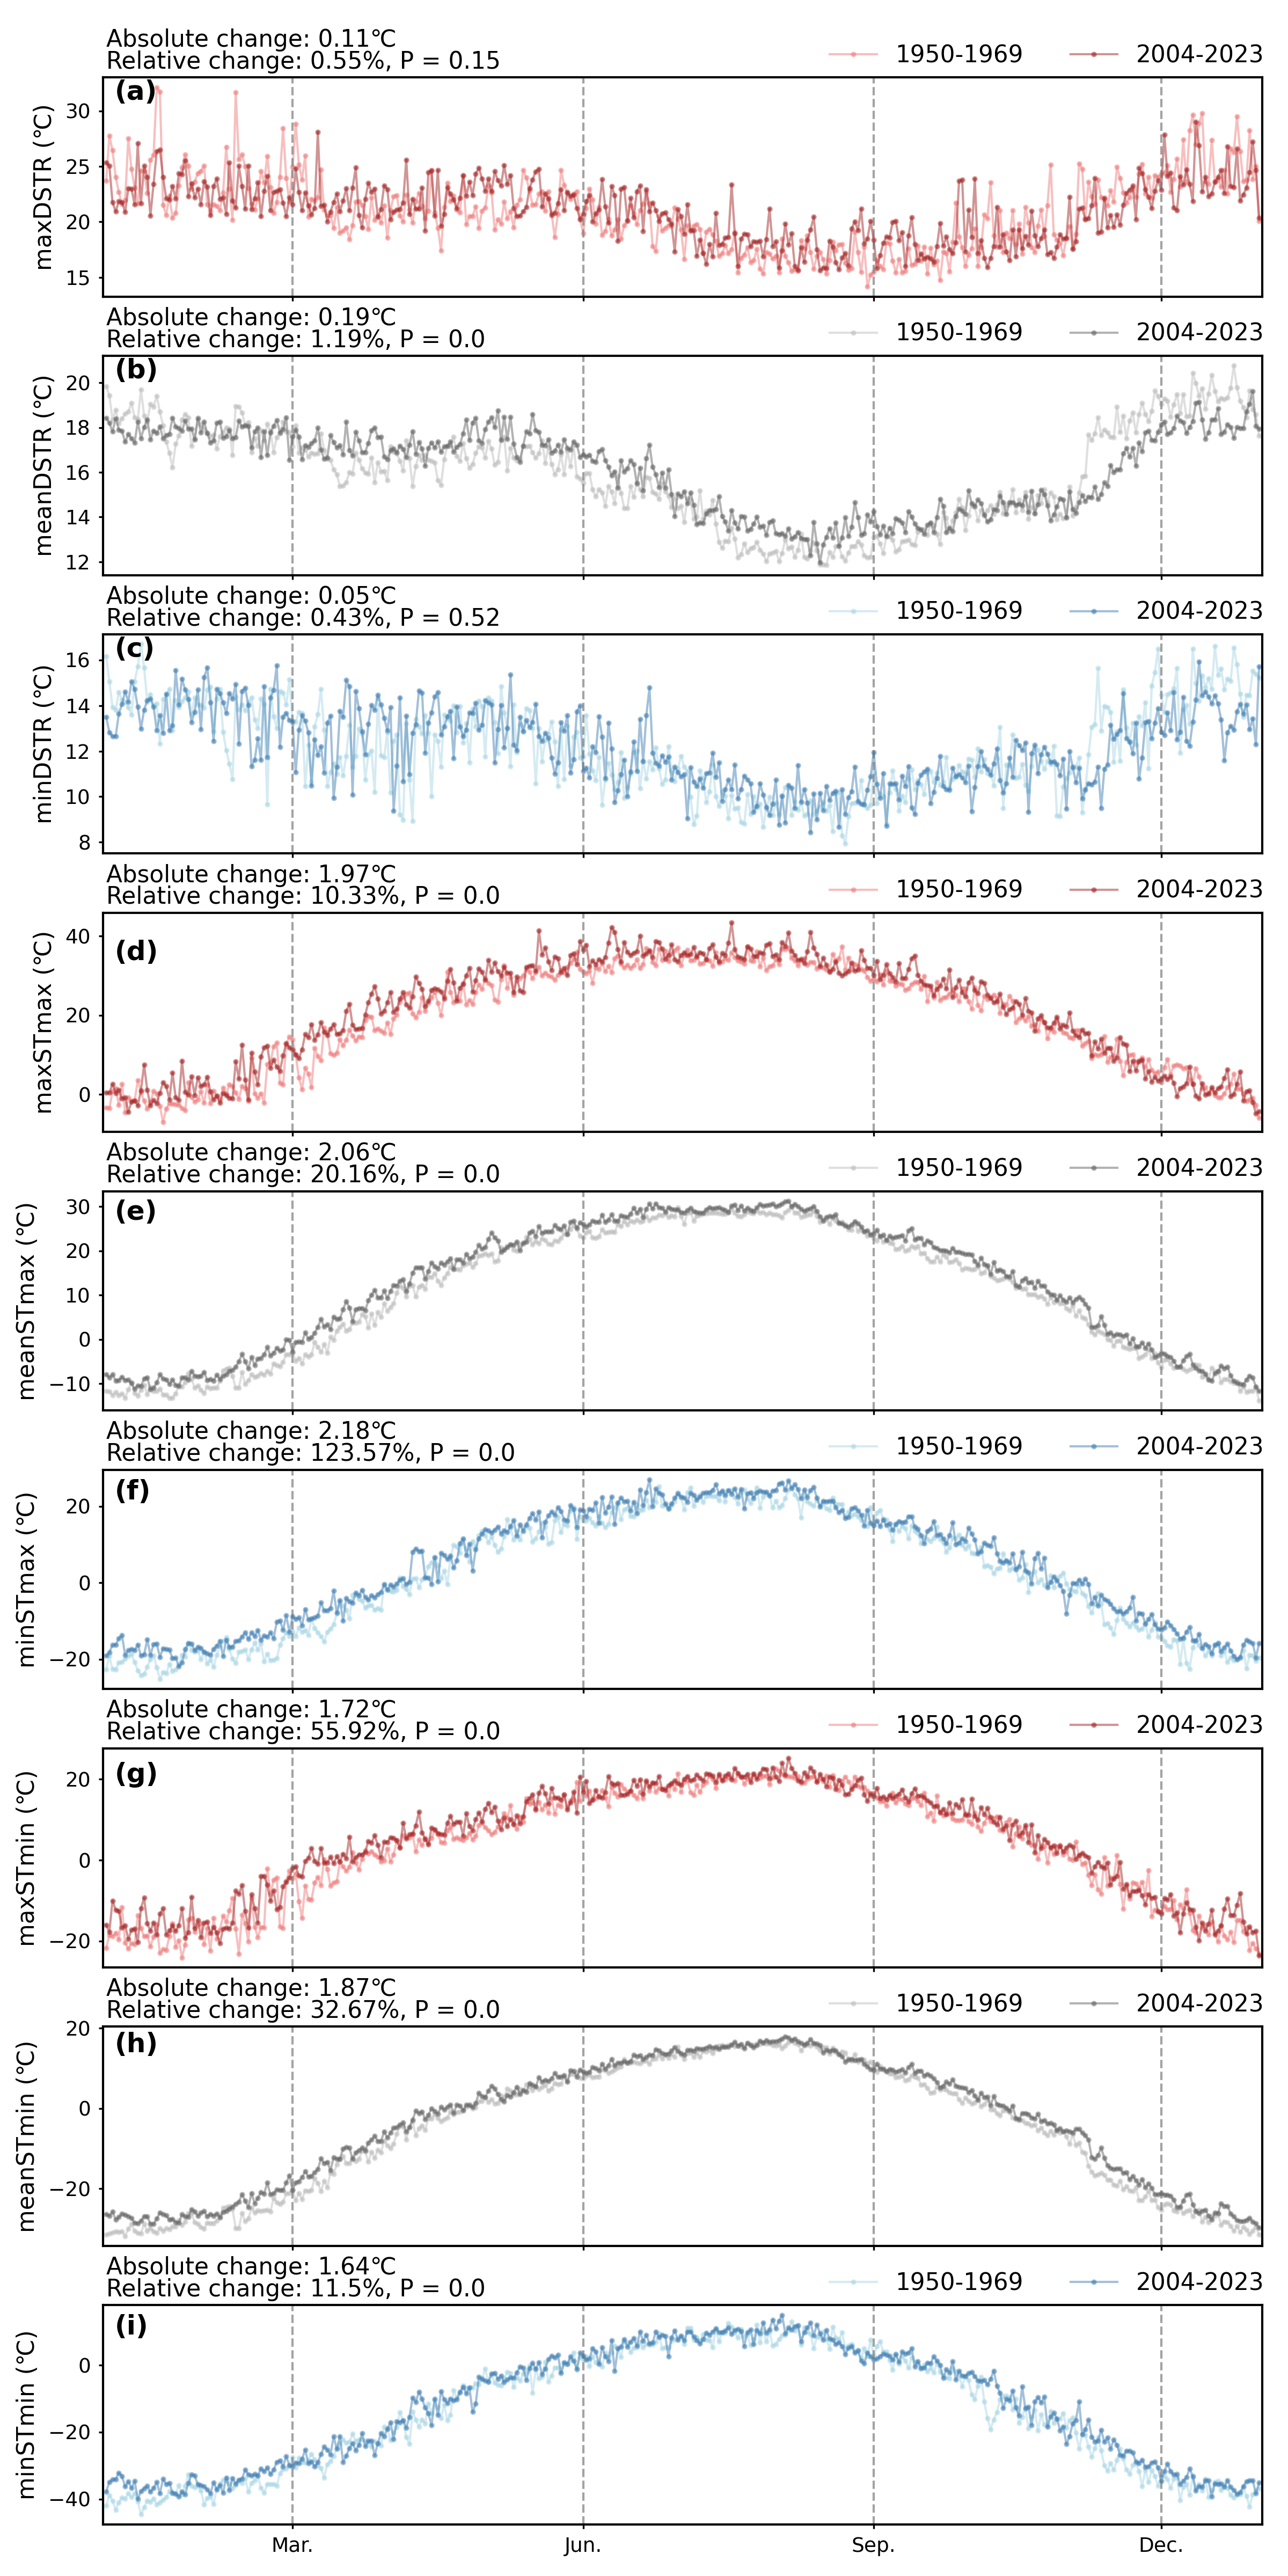 Absolute change: 0.11℃
Relative change: 0.55%, P = 0.15
1950-1969 2004-2023
(a)
maxDSTR (℃)
30
25
20
15
Absolute change: 0.19℃
Relative change: 1.19%, P = 0.0
1950-1969 2004-2023
(b)
meanDSTR (℃)
20
18
16
14
12
Absolute change: 0.05℃
Relative change: 0.43%, P = 0.52
1950-1969 2004-2023
(c)
minDSTR (℃)
16
14
12
10
8
Absolute change: 1.97℃
Relative change: 10.33%, P = 0.0
1950-1969 2004-2023
(d)
maxSTmax (℃)
40
20
0
Absolute change: 2.06℃
Relative change: 20.16%, P = 0.0
1950-1969 2004-2023
(e)
meanSTmax (℃)
30
20
10
0
−10
Absolute change: 2.18℃
Relative change: 123.57%, P = 0.0
1950-1969 2004-2023
(f)
minSTmax (℃)
20
0
−20
Absolute change: 1.72℃
Relative change: 55.92%, P = 0.0
1950-1969 2004-2023
(g)
maxSTmin (℃)
20
0
−20
Absolute change: 1.87℃
Relative change: 32.67%, P = 0.0
1950-1969 2004-2023
(h)
meanSTmin (℃)
20
0
−20
Absolute change: 1.64℃
Relative change: 11.5%, P = 0.0
1950-1969 2004-2023
(i)
minSTmin (℃)
0
−20
−40
Mar. Jun. Sep. Dec.